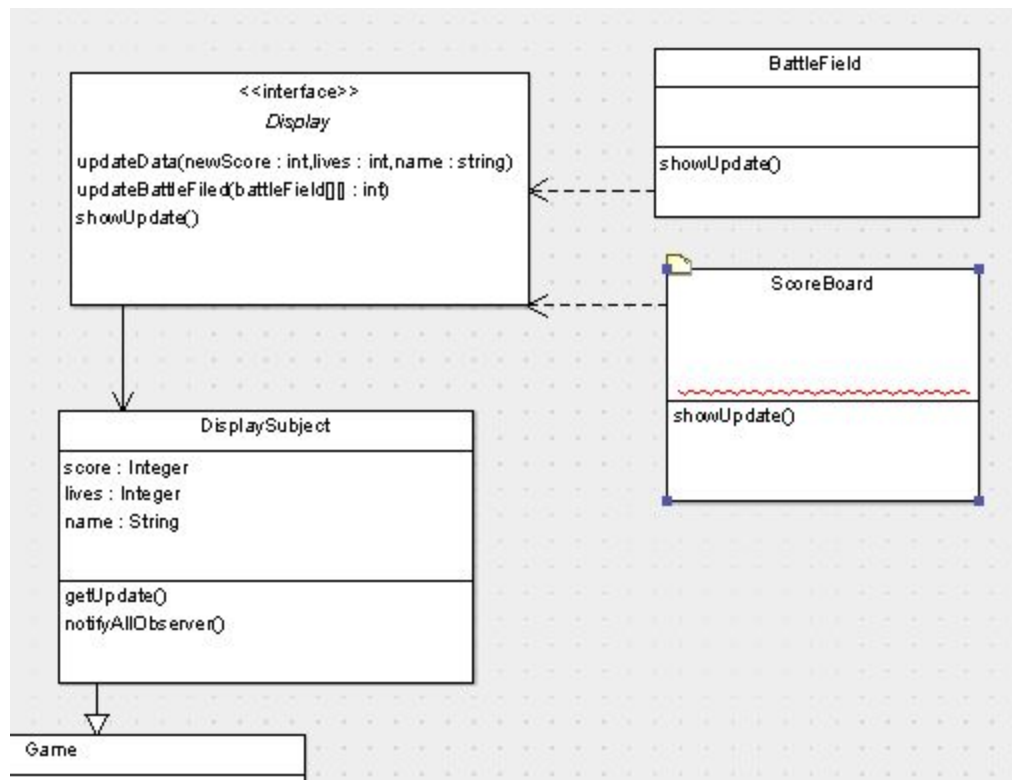 <<interface>>
Display
updateData(newScore : int,lives : int,name : string)
updateBattleFiled(battleField[][] : int)
showUpdate()
BattleField
showUpdate()
ScoreBoard
showUpdate()
DisplaySubject
score : Integer
lives : Integer
name : String
getUpdate()
notifyAllObserver()
Game